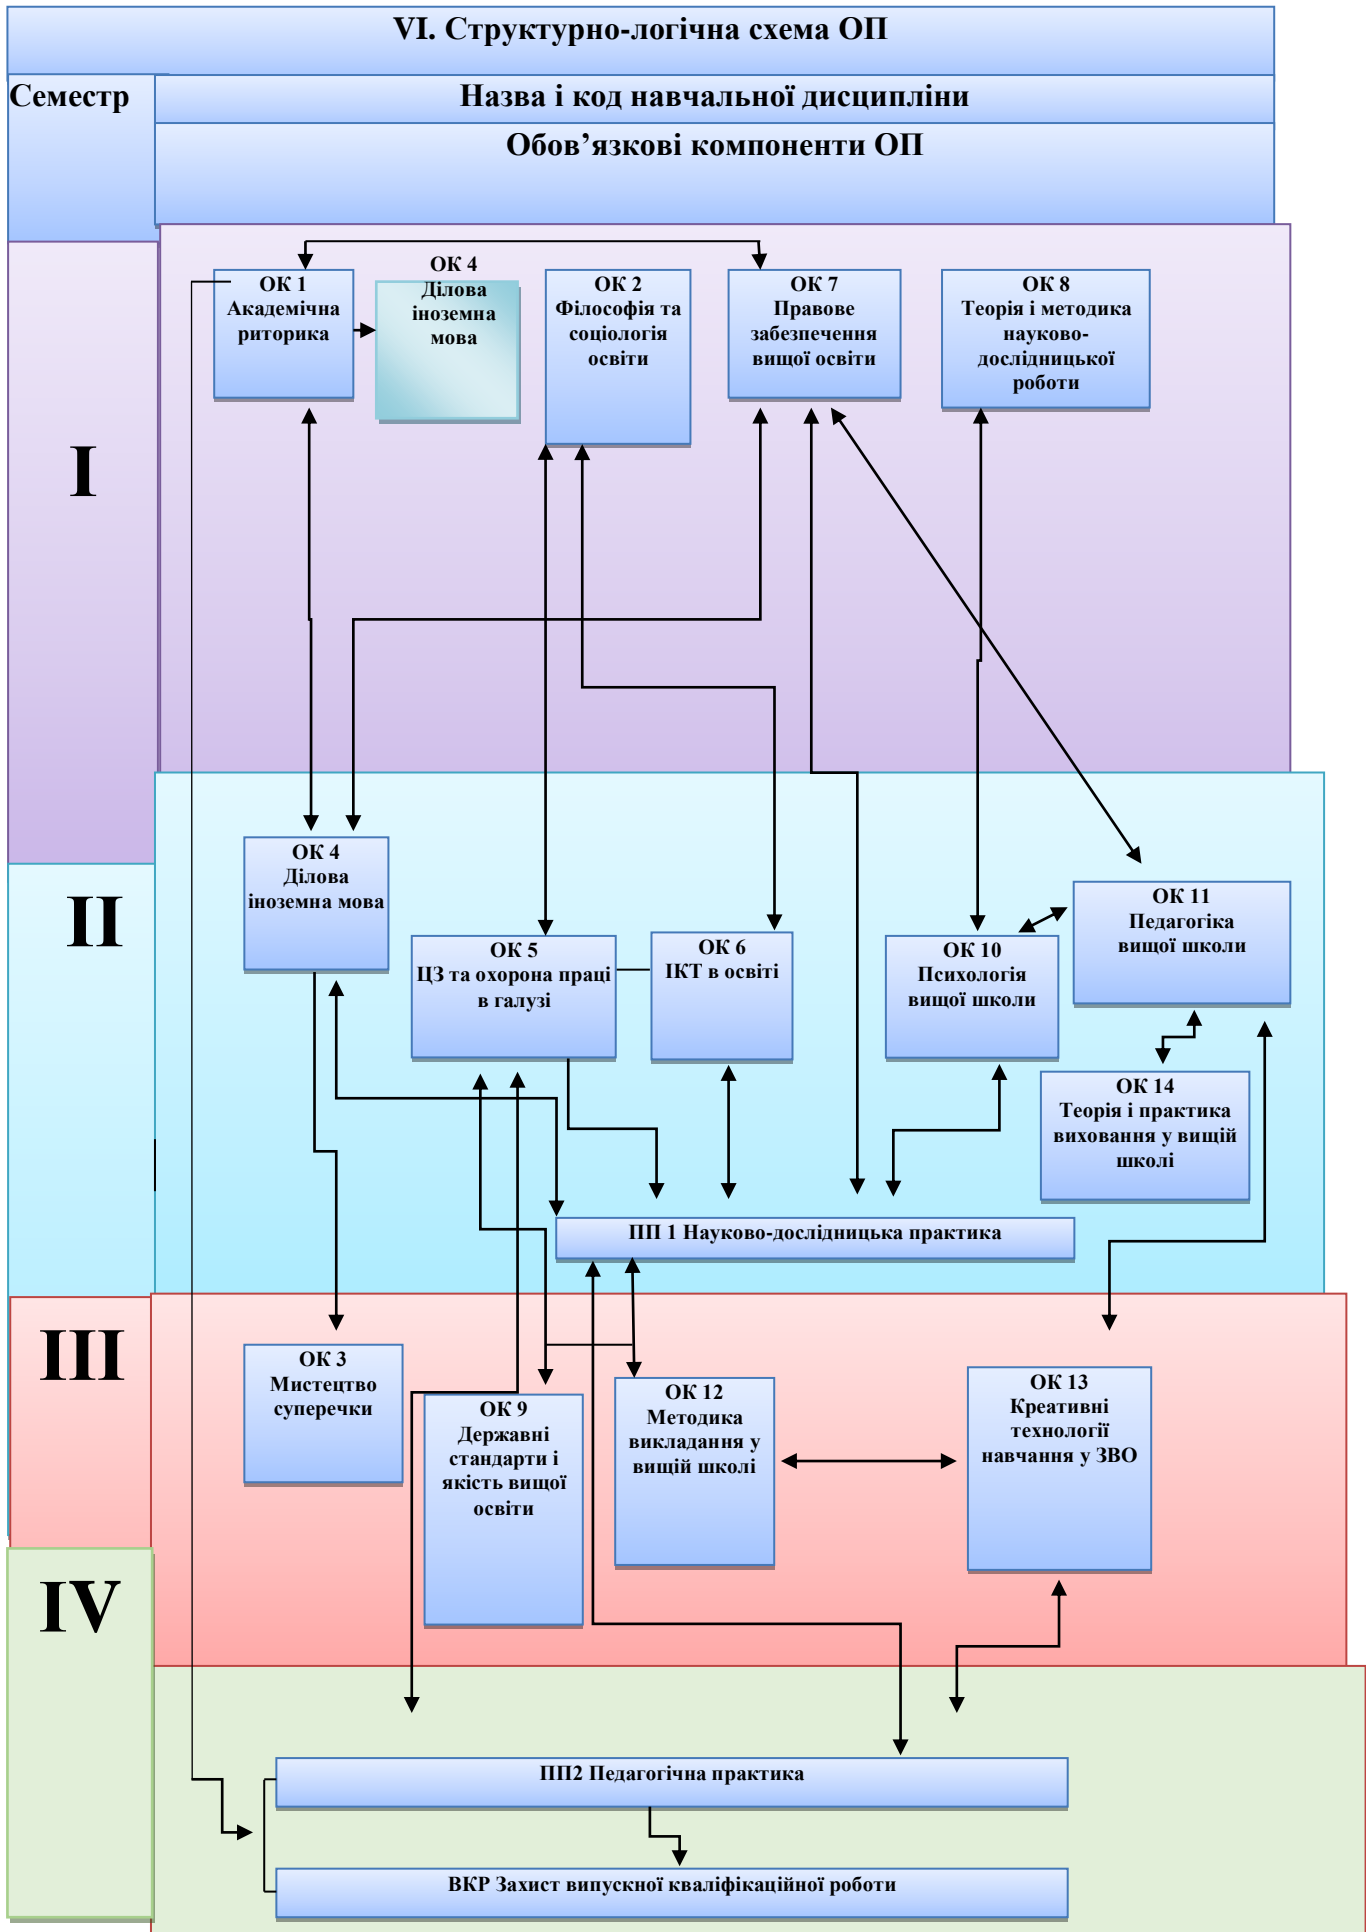 VI. Структурно-логічна схема ОП
Семестр
Назва і код навчальної дисципліни
Обов’язкові компоненти ОП
I
ОК 1
Академічна
риторика
ОК 4
Ділова
іноземна
мова
ОК 2
Філософія та
соціологія
освіти
ОК 7
Правове
забезпечення
вищої освіти
ОК 8
Теорія і методика
науково-
дослідницької
роботи
II
ОК 4
Ділова
іноземна мова
ОК 5
ЦЗ та охорона праці
в галузі
ОК 6
ІКТ в освіті
ОК 10
Психологія
вищої школи
ОК 11
Педагогіка
вищої школи
ОК 14
Теорія і практика
виховання у вищій
школі
ПП 1 Науково-дослідницька практика
III
ОК 3
Мистецтво
суперечки
ОК 9
Державні
стандарти і
якість вищої
освіти
ОК 12
Методика
викладання у
вищій школі
ОК 13
Креативні
технології
навчання у ЗВО
IV
ПП2 Педагогічна практика
ВКР Захист випускної кваліфікаційної роботи